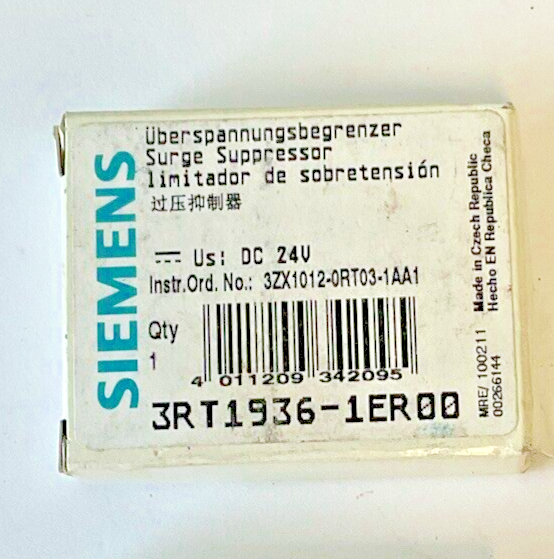 SIEMENS
Überspannungsbegrenzer
Surge Suppressor
limitador de sobretensión
过压抑制器
Us: DC 24V
Instr.Ord. No.: 3ZX1012-0RT03-1AA1
Qty
1
4 011209 342095
3RT1936-1ER00
MRE/ 100211 Made in Czech Republic
00266144 Hecho EN Republica Checa